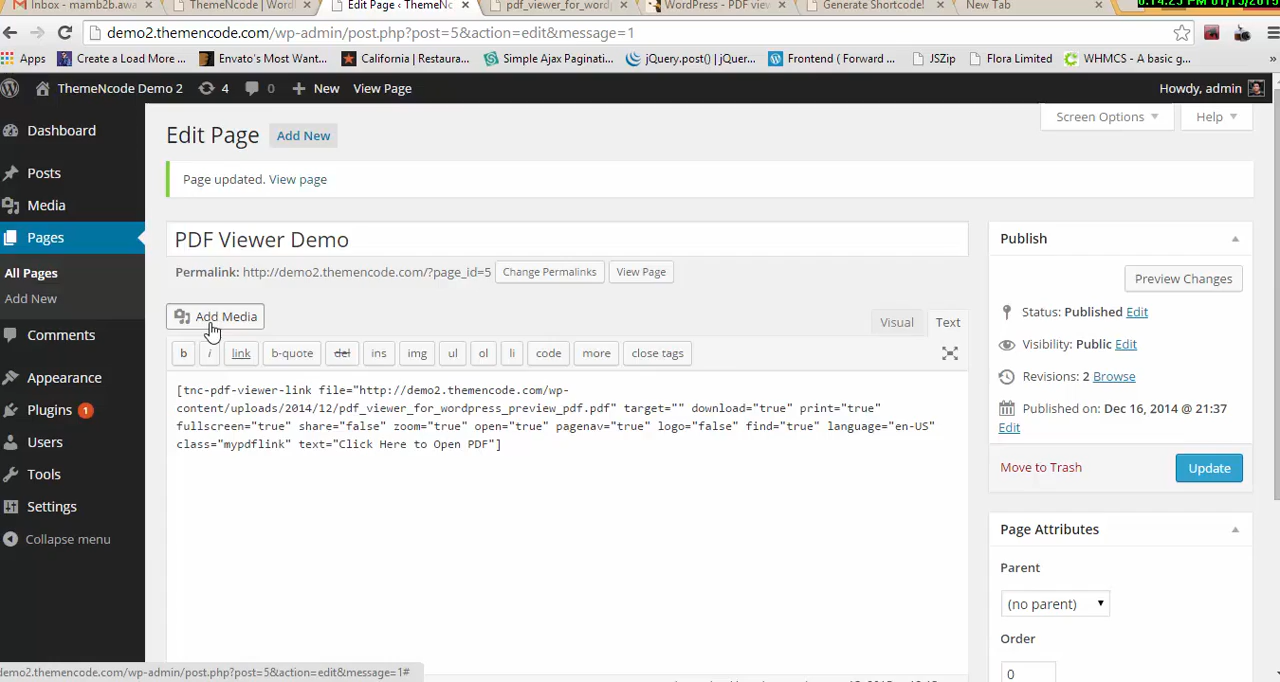 0:14:25 PM 01/15/2015
Inbox - mamb2b.awa
ThemeNcode | Word
Edit Page ‹ ThemeNc
pdf_viewer_for_word
WordPress - PDF view
Generate Shortcode!
New Tab
demo2.themencode.com/wp-admin/post.php?post=5&action=edit&message=1
Apps
Create a Load More ...
Envato's Most Want...
California | Restaura...
Simple Ajax Paginati...
jQuery.post() | jQuer...
Frontend ( Forward ...
JSZip
Flora Limited
WHMCS - A basic g...
»
ThemeNcode Demo 2
4
0
New
View Page
Howdy, admin
Dashboard
Posts
Media
Pages
All Pages
Add New
Comments
Appearance
Plugins 1
Users
Tools
Settings
Collapse menu
Screen Options
Help
Edit Page Add New
Page updated. View page
PDF Viewer Demo
Permalink: http://demo2.themencode.com/?page_id=5 Change Permalinks View Page
Add Media
Visual
Text
b i link b-quote del ins img ul ol li code more close tags
[tnc-pdf-viewer-link file="http://demo2.themencode.com/wp-
content/uploads/2014/12/pdf_viewer_for_wordpress_preview_pdf.pdf" target="" download="true" print="true"
fullscreen="true" share="false" zoom="true" open="true" pagenav="true" logo="false" find="true" language="en-US"
class="mypdflink" text="Click Here to Open PDF"]
Publish
Preview Changes
Status: Published Edit
Visibility: Public Edit
Revisions: 2 Browse
Published on: Dec 16, 2014 @ 21:37
Edit
Move to Trash
Update
Page Attributes
Parent
(no parent)
Order
0
demo2.themencode.com/wp-admin/post.php?post=5&action=edit&message=1#